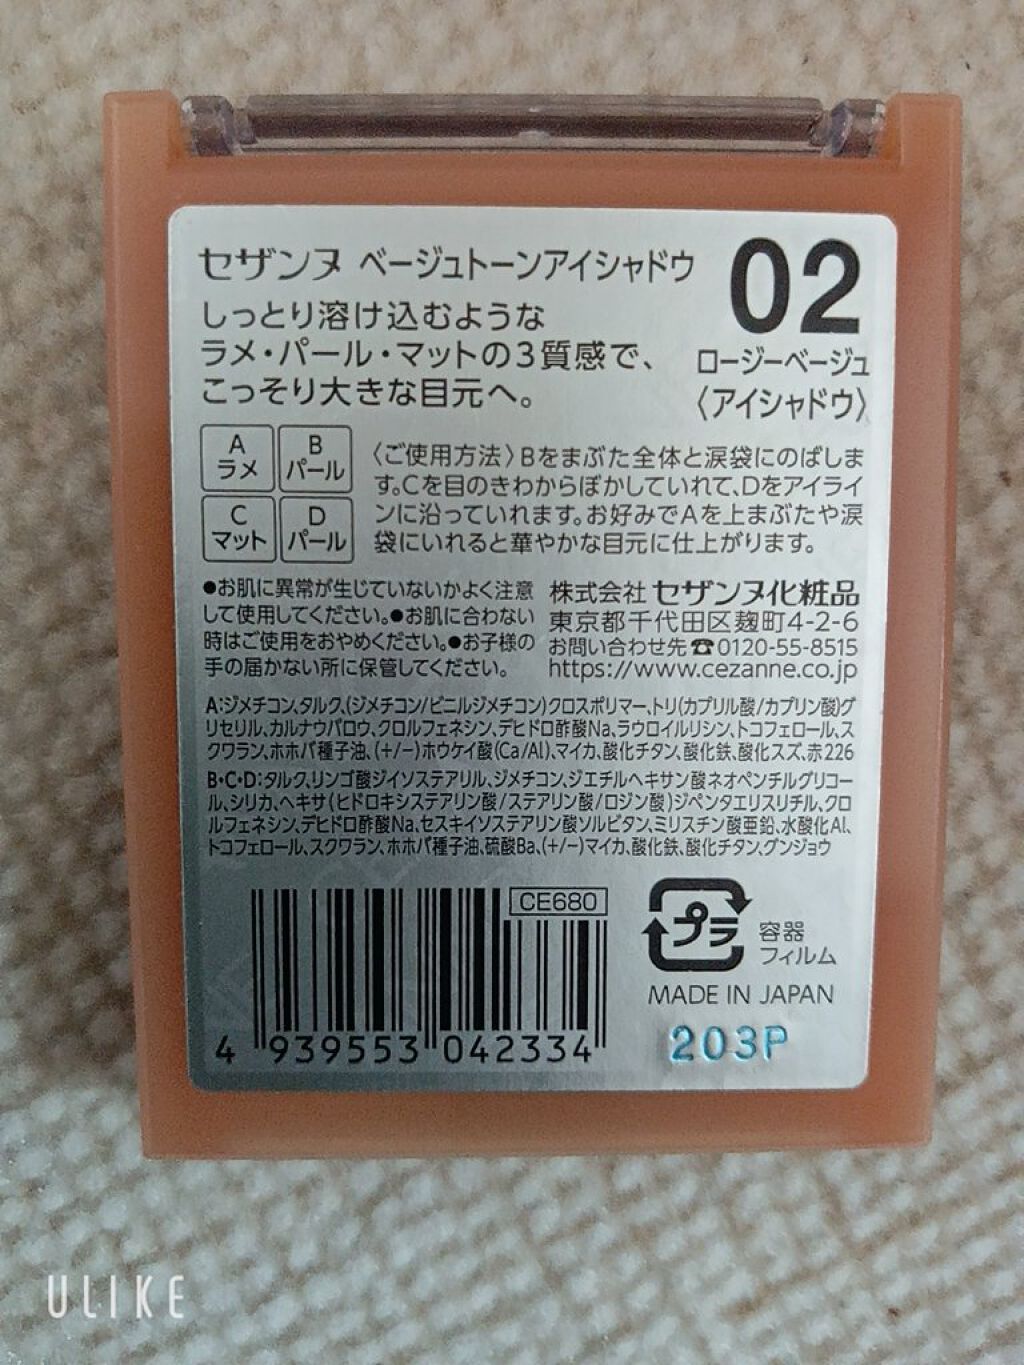 セザンヌ ベージュトーンアイシャドウ
02
ロージーベージュ
〈アイシャドウ〉
しっとり溶け込むような
ラメ・パール・マットの3質感で、
こっそり大きな目元へ。
A ラメ
B パール
C マット
D パール
〈ご使用方法〉Bをまぶた全体と涙袋にのばしま
す。Cを目のきわからぼかしていれて、Dをアイライ
ンに沿っていれます。お好みでAを上まぶたや涙
袋にいれると華やかな目元に仕上がります。
●お肌に異常が生じていないかよく注意
して使用してください。●お肌に合わない
時はご使用をおやめください。●お子様の
手の届かない所に保管してください。
株式会社 セザンヌ化粧品
東京都千代田区麹町4-2-6
お問い合わせ先☎0120-55-8515
https://www.cezanne.co.jp
A:ジメチコン、タルク、(ジメチコン/ビニルジメチコン)クロスポリマー、トリ(カプリル酸/カプリン酸)グ
リセリル、カルナウバロウ、クロルフェネシン、デヒドロ酢酸Na、ラウロイルリシン、トコフェロール、ス
クワラン、ホホバ種子油、(+/−)ホウケイ酸(Ca/Al)、マイカ、酸化チタン、酸化鉄、酸化スズ、赤226
B・C・D:タルク、リンゴ酸ジイソステアリル、ジメチコン、ジエチルヘキサン酸ネオペンチルグリコー
ル、シリカ、ヘキサ(ヒドロキシステアリン酸/ステアリン酸/ロジン酸)ジペンタエリスリチル、クロ
ルフェネシン、デヒドロ酢酸Na、セスキイソステアリン酸ソルビタン、ミリスチン酸亜鉛、水酸化Al、
トコフェロール、スクワラン、ホホバ種子油、硫酸Ba、(+/−)マイカ、酸化鉄、酸化チタン、グンジョウ
CE680
4 939553 042334
プラ
容器
フィルム
MADE IN JAPAN
203P
ULIKE